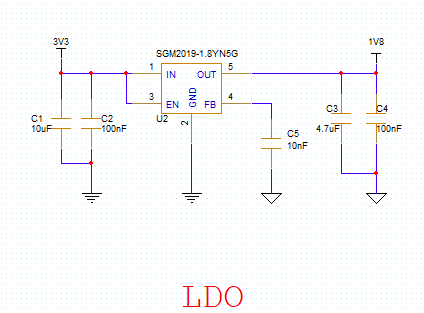 3V3
1V8
SGM2019-1.8YN5G
1
IN
OUT
5
3
EN
GND
FB
4
U2
2
C1
10uF
C2
100nF
C5
10nF
C3
4.7uF
C4
100nF
LDO